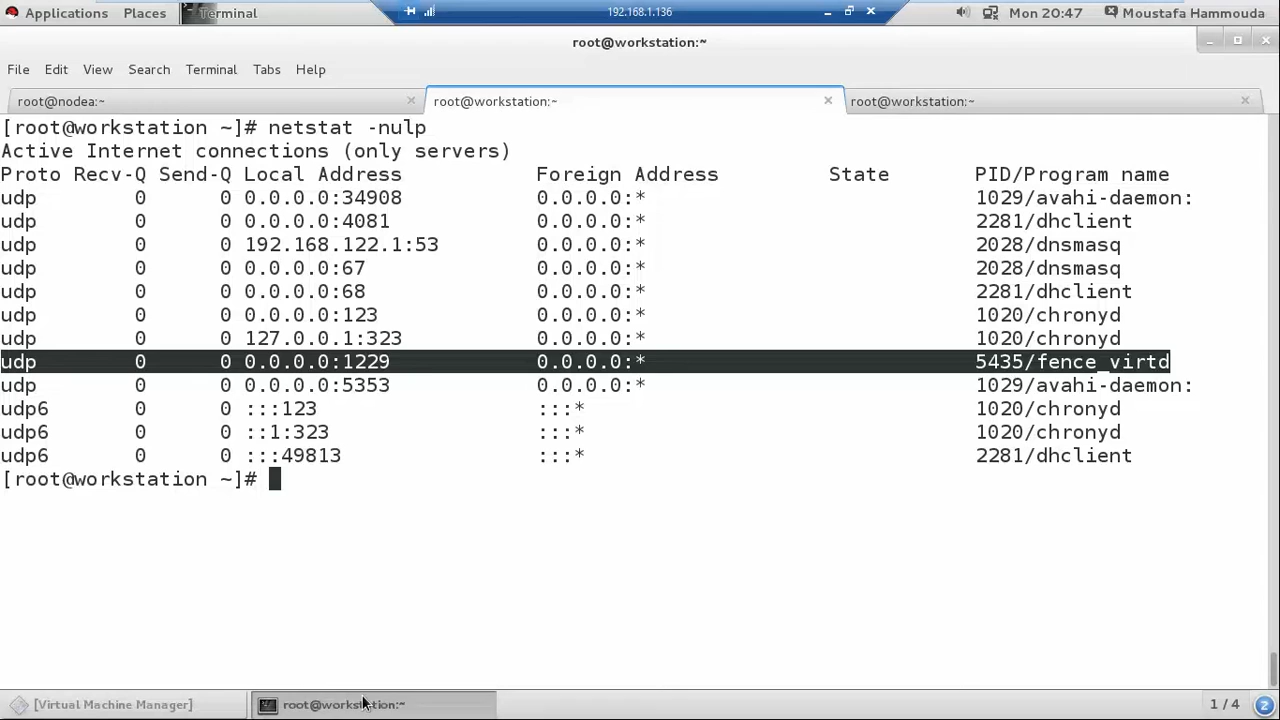 Applications Places Terminal 192.168.1.136 Mon 20:47 Moustafa Hammouda
root@workstation:~
File Edit View Search Terminal Tabs Help
root@nodea:~ root@workstation:~ root@workstation:~
[root@workstation ~]# netstat -nulp
Active Internet connections (only servers)
Proto Recv-Q Send-Q Local Address Foreign Address State PID/Program name
udp 0 0 0.0.0.0:34908 0.0.0.0:* 1029/avahi-daemon:
udp 0 0 0.0.0.0:4081 0.0.0.0:* 2281/dhclient
udp 0 0 192.168.122.1:53 0.0.0.0:* 2028/dnsmasq
udp 0 0 0.0.0.0:67 0.0.0.0:* 2028/dnsmasq
udp 0 0 0.0.0.0:68 0.0.0.0:* 2281/dhclient
udp 0 0 0.0.0.0:123 0.0.0.0:* 1020/chronyd
udp 0 0 127.0.0.1:323 0.0.0.0:* 1020/chronyd
udp 0 0 0.0.0.0:1229 0.0.0.0:* 5435/fence_virtd
udp 0 0 0.0.0.0:5353 0.0.0.0:* 1029/avahi-daemon:
udp6 0 0 :::123 :::* 1020/chronyd
udp6 0 0 ::1:323 :::* 1020/chronyd
udp6 0 0 :::49813 :::* 2281/dhclient
[root@workstation ~]#
[Virtual Machine Manager] root@workstation:~ 1 / 4 2